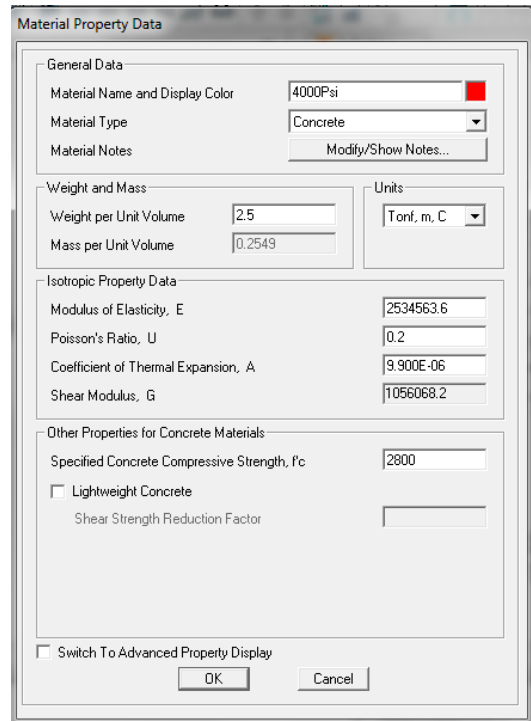 Material Property Data
General Data
Material Name and Display Color 4000Psi
Material Type Concrete
Material Notes Modify/Show Notes...
Weight and Mass Units
Weight per Unit Volume 2.5 Tonf, m, C
Mass per Unit Volume 0.2549
Isotropic Property Data
Modulus of Elasticity, E 2534563.6
Poisson's Ratio, U 0.2
Coefficient of Thermal Expansion, A 9.900E-06
Shear Modulus, G 1056068.2
Other Properties for Concrete Materials
Specified Concrete Compressive Strength, f'c 2800
Lightweight Concrete
Shear Strength Reduction Factor
Switch To Advanced Property Display
OK Cancel